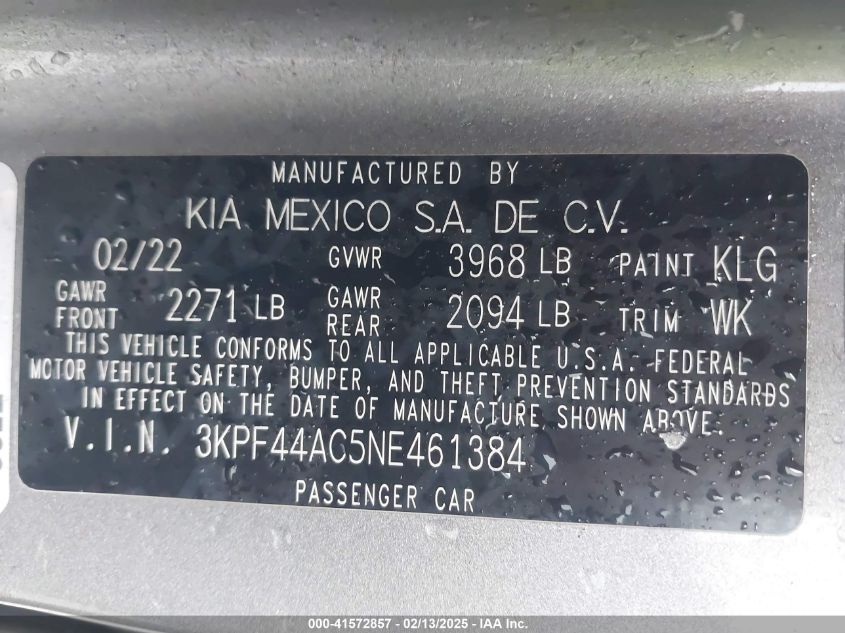 MANUFACTURED BY
KIA MEXICO S.A. DE C.V.
02/22 GVWR 3968 LB PAINT KLG
GAWR FRONT 2271 LB GAWR REAR 2094 LB TRIM WK
THIS VEHICLE CONFORMS TO ALL APPLICABLE U.S.A. FEDERAL
MOTOR VEHICLE SAFETY, BUMPER, AND THEFT PREVENTION STANDARDS
IN EFFECT ON THE DATE OF MANUFACTURE SHOWN ABOVE.
V.I.N. 3KPF44AC5NE461384
PASSENGER CAR
000-41572857 - 02/13/2025 - IAA Inc.